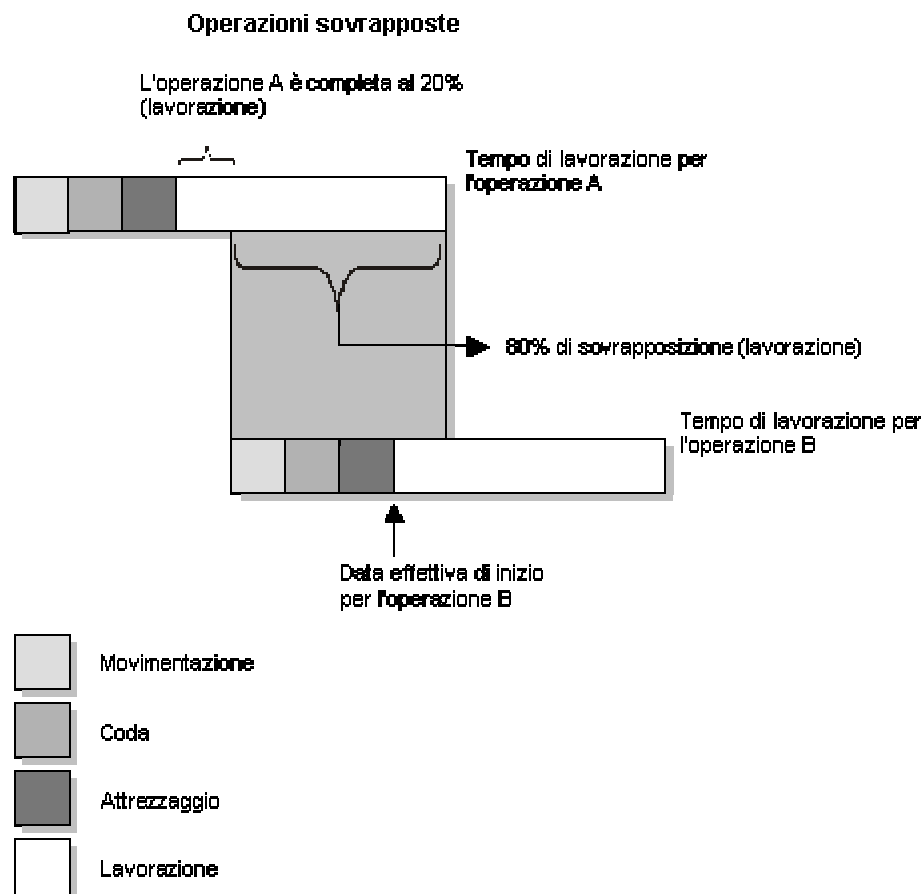 Operazioni sovrapposte
L'operazione A è completa al 20%
(lavorazione)
Tempo di lavorazione per
l'operazione A
80% di sovrapposizione (lavorazione)
Tempo di lavorazione per
l'operazione B
Data effettiva di inizio
per l'operazione B
Movimentazione
Coda
Attrezzaggio
Lavorazione